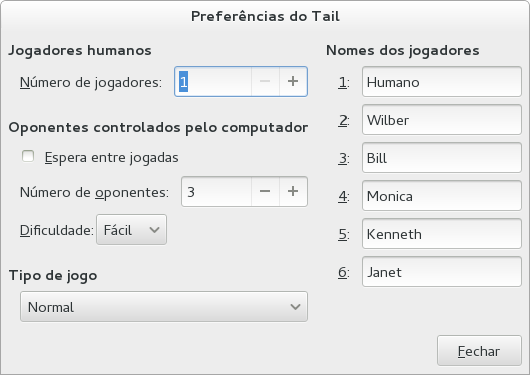 Preferências do Tail
Jogadores humanos
Número de jogadores: 1
Oponentes controlados pelo computador
Espera entre jogadas
Número de oponentes: 3
Dificuldade: Fácil
Tipo de jogo
Normal
Nomes dos jogadores
1: Humano
2: Wilber
3: Bill
4: Monica
5: Kenneth
6: Janet
Fechar